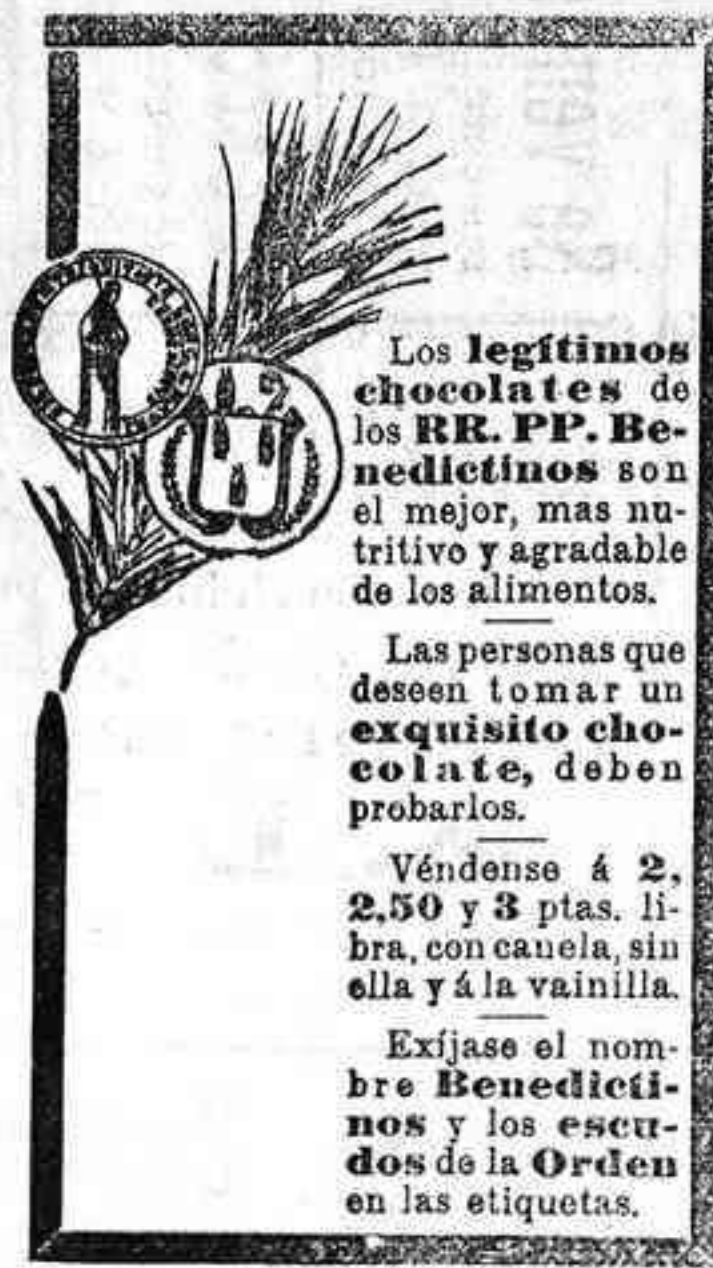 Los legítimos
chocolates de
los RR. PP. Be-
nedictinos son
el mejor, mas nu-
tritivo y agradable
de los alimentos.
Las personas que
deseen tomar un
exquisito cho-
colate, deben
probarlos.
Véndense á 2,
2,50 y 3 ptas. li-
bra, con canela, sin
ella y á la vainilla.
Exíjase el nom-
bre Benedicti-
nos y los escu-
dos de la Orden
en las etiquetas.